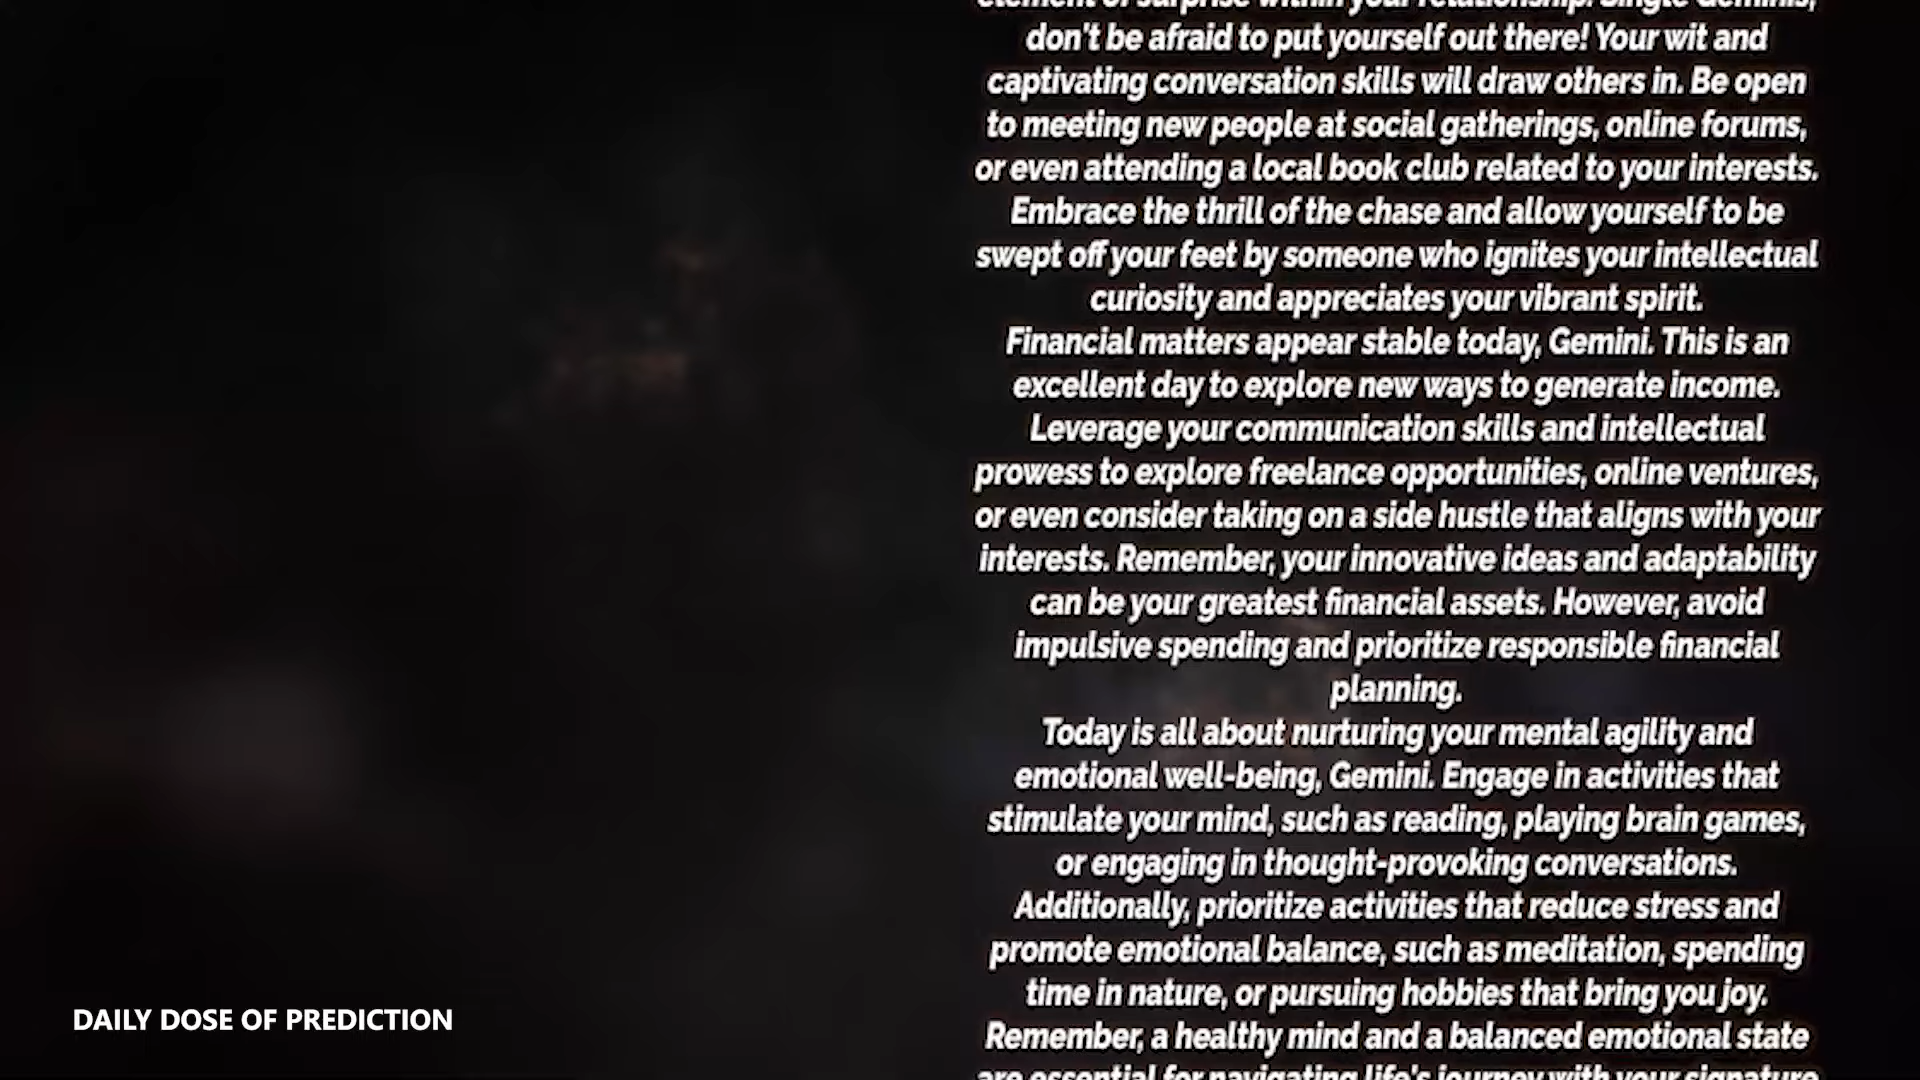 element of surprise within your relationship. Single Geminis,
don't be afraid to put yourself out there! Your wit and
captivating conversation skills will draw others in. Be open
to meeting new people at social gatherings, online forums,
or even attending a local book club related to your interests.
Embrace the thrill of the chase and allow yourself to be
swept off your feet by someone who ignites your intellectual
curiosity and appreciates your vibrant spirit.
Financial matters appear stable today, Gemini. This is an
excellent day to explore new ways to generate income.
Leverage your communication skills and intellectual
prowess to explore freelance opportunities, online ventures,
or even consider taking on a side hustle that aligns with your
interests. Remember, your innovative ideas and adaptability
can be your greatest financial assets. However, avoid
impulsive spending and prioritize responsible financial
planning.
Today is all about nurturing your mental agility and
emotional well-being, Gemini. Engage in activities that
stimulate your mind, such as reading, playing brain games,
or engaging in thought-provoking conversations.
Additionally, prioritize activities that reduce stress and
promote emotional balance, such as meditation, spending
time in nature, or pursuing hobbies that bring you joy.
Remember, a healthy mind and a balanced emotional state
are essential for navigating life's journey with your signature
DAILY DOSE OF PREDICTION